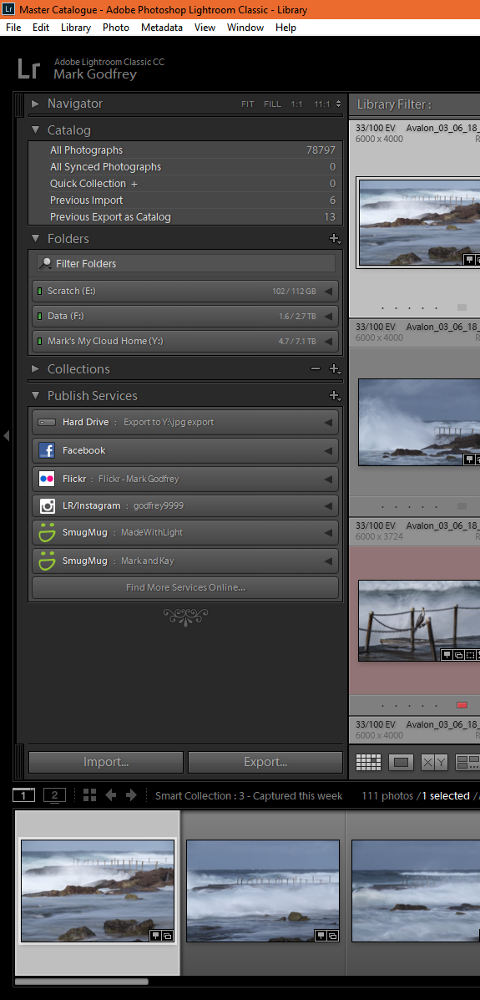 Lr Master Catalogue - Adobe Photoshop Lightroom Classic - Library
File Edit Library Photo Metadata View Window Help
Lr Adobe Lightroom Classic CC
Mark Godfrey
Navigator FIT FILL 1:1 11:1
Library Filter :
Catalog
All Photographs 78797
All Synced Photographs 0
Quick Collection + 0
Previous Import 6
Previous Export as Catalog 13
Folders +
Filter Folders
Scratch (E:) 102 / 112 GB
Data (F:) 1.6 / 2.7 TB
Mark's My Cloud Home (Y:) 4.7 / 7.1 TB
Collections − +
Publish Services +
Hard Drive : Export to Y:\jpg export
Facebook
Flickr : Flickr - Mark Godfrey
LR/Instagram : godfrey9999
SmugMug : MadeWithLight
SmugMug : MarkandKay
Find More Services Online...
Import... Export...
33/100 EV Avalon_03_06_18_
6000 x 4000 R
33/100 EV Avalon_03_06_18_
6000 x 4000 R
33/100 EV Avalon_03_06_18_
6000 x 3724 R
33/100 EV Avalon_03_06_18_
6000 x 4000 R
X Y
1 2 Smart Collection : 3 - Captured this week 111 photos / 1 selected /